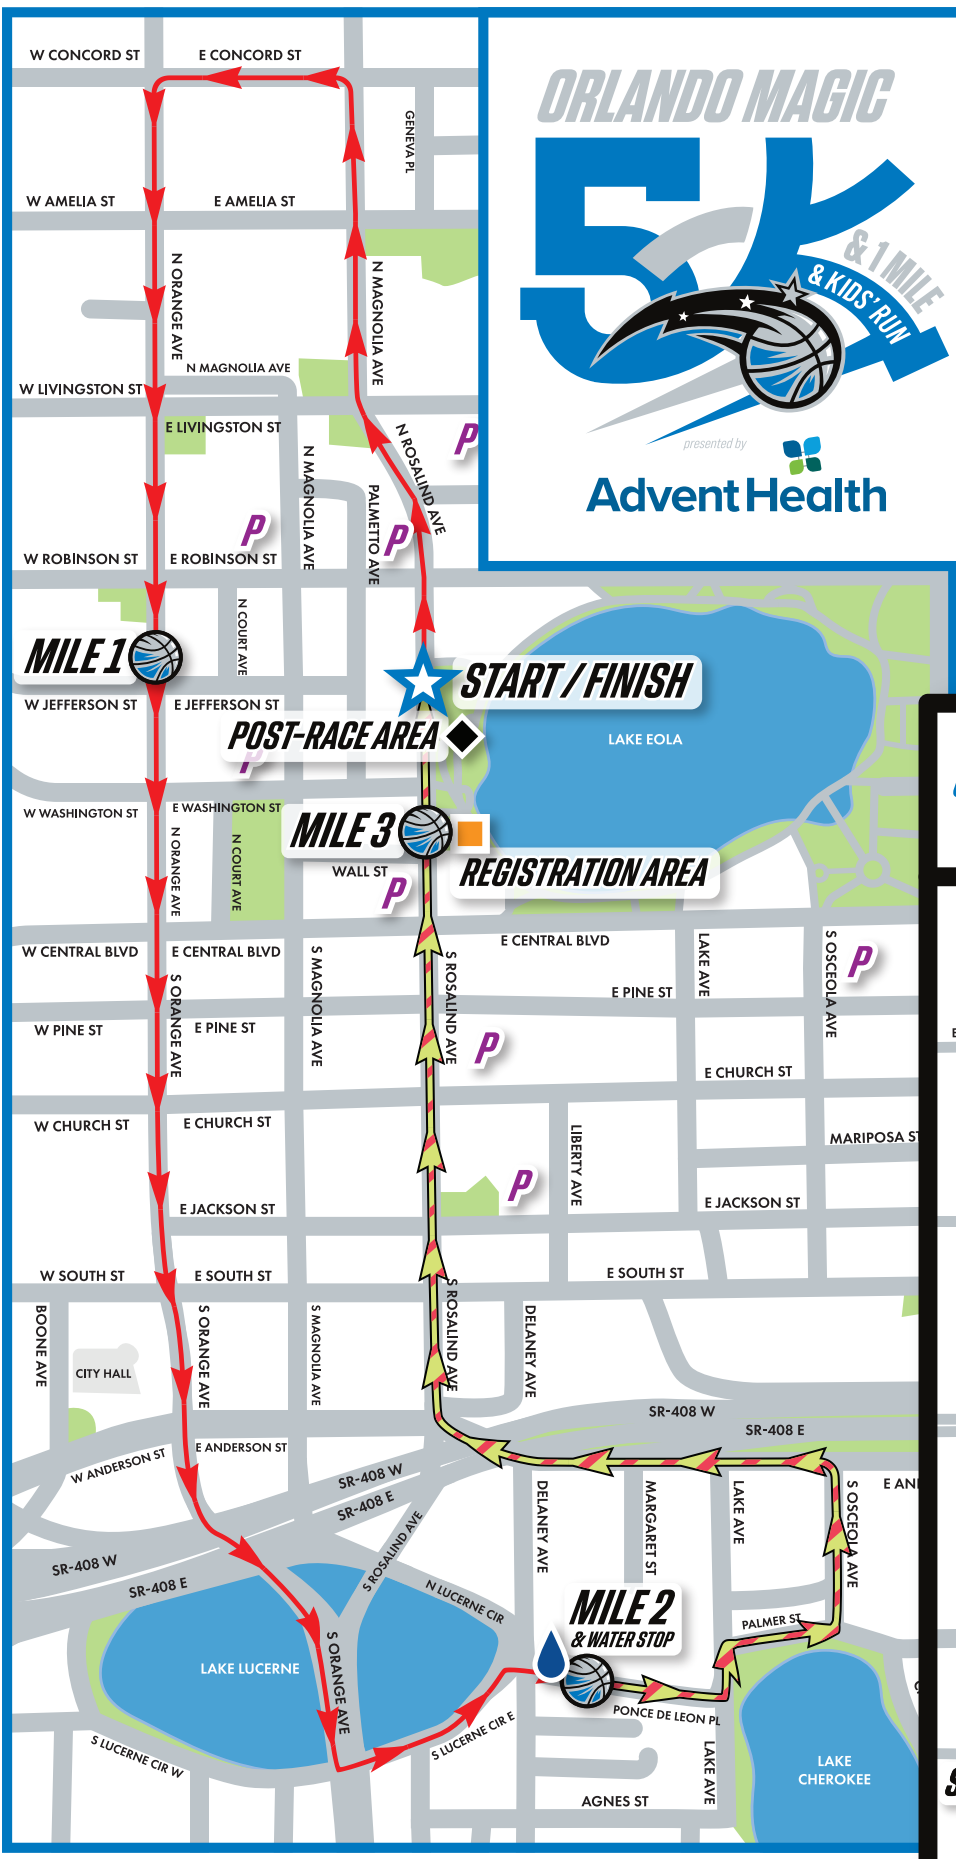 W CONCORD ST
E CONCORD ST
GENEVA PL
W AMELIA ST
E AMELIA ST
N ORANGE AVE
N MAGNOLIA AVE
N MAGNOLIA AVE
W LIVINGSTON ST
E LIVINGSTON ST
N ROSALIND AVE
P
N MAGNOLIA AVE
PALMETTO AVE
P
P
W ROBINSON ST
E ROBINSON ST
N COURT AVE
ORLANDO MAGIC
5K
& 1 MILE
& KIDS' RUN
presented by
AdventHealth
MILE 1
START / FINISH
W JEFFERSON ST
E JEFFERSON ST
POST-RACE AREA
LAKE EOLA
P
W WASHINGTON ST
E WASHINGTON ST
N ORANGE AVE
N COURT AVE
MILE 3
WALL ST
REGISTRATION AREA
P
W CENTRAL BLVD
E CENTRAL BLVD
E CENTRAL BLVD
S ORANGE AVE
S MAGNOLIA AVE
S ROSALIND AVE
LAKE AVE
S OSCEOLA AVE
P
E PINE ST
W PINE ST
E PINE ST
P
E CHURCH ST
W CHURCH ST
E CHURCH ST
LIBERTY AVE
MARIPOSA ST
P
E JACKSON ST
E JACKSON ST
W SOUTH ST
E SOUTH ST
E SOUTH ST
BOONE AVE
S ORANGE AVE
S MAGNOLIA AVE
S ROSALIND AVE
DELANEY AVE
CITY HALL
SR-408 W
SR-408 E
W ANDERSON ST
E ANDERSON ST
SR-408 W
SR-408 E
E AN
DELANEY AVE
MARGARET ST
LAKE AVE
S OSCEOLA AVE
S ROSALIND AVE
SR-408 W
SR-408 E
N LUCERNE CIR
MILE 2
& WATER STOP
PALMER ST
LAKE LUCERNE
S ORANGE AVE
PONCE DE LEON PL
S LUCERNE CIR W
S LUCERNE CIR E
LAKE AVE
LAKE
CHEROKEE
AGNES ST